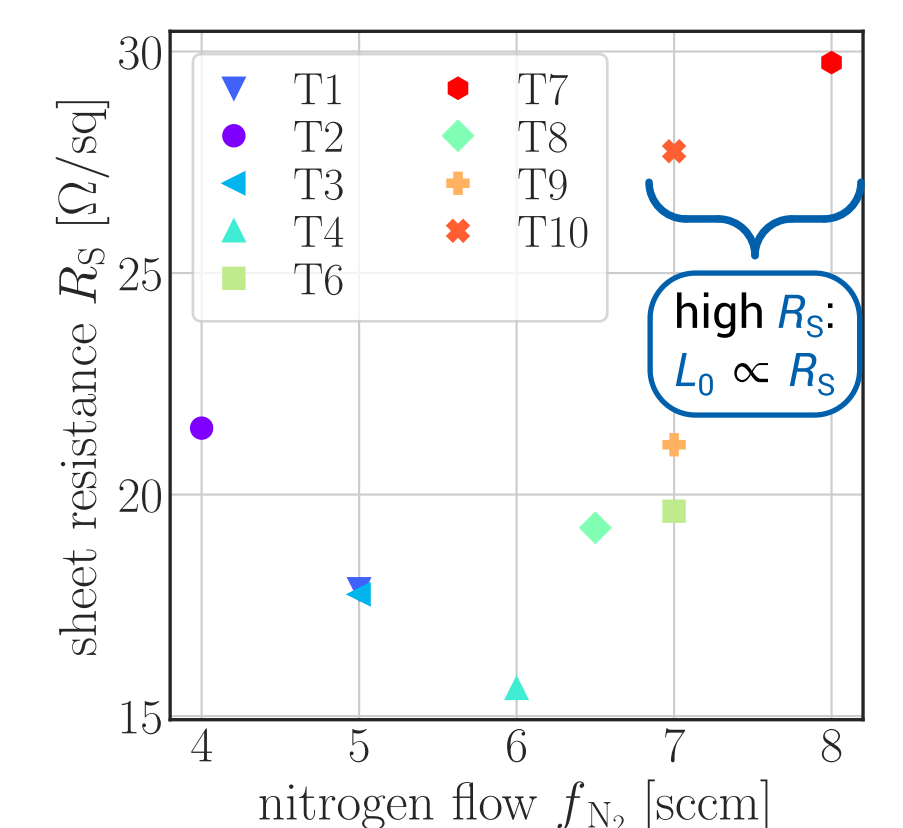 sheet resistance R_S [Ω/sq]
30
25
20
15
T1
T2
T3
T4
T6
T7
T8
T9
T10
high R_S:
L_0 ∝ R_S
4 5 6 7 8
nitrogen flow f_N₂ [sccm]